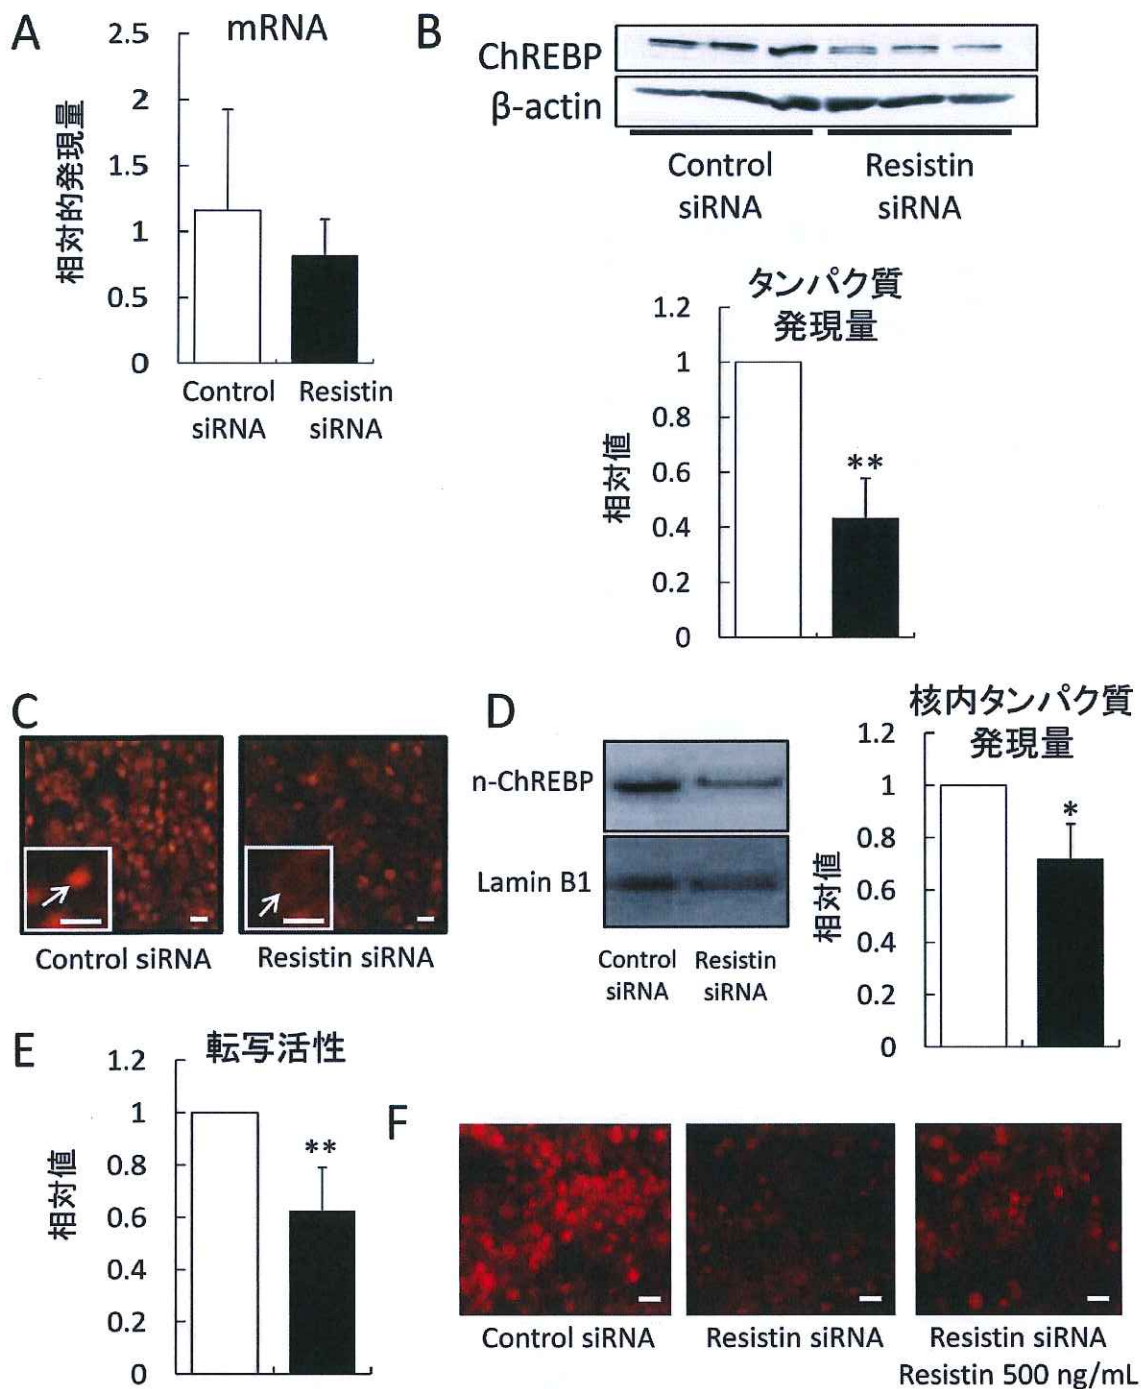 A
mRNA
2.5
2
1.5
1
0.5
0
相対的発現量
Control
siRNA
Resistin
siRNA
B
ChREBP
β-actin
Control
siRNA
Resistin
siRNA
タンパク質
発現量
1.2
1
0.8
0.6
0.4
0.2
0
相対値
**
C
Control siRNA
Resistin siRNA
D
n-ChREBP
Lamin B1
Control
siRNA
Resistin
siRNA
核内タンパク質
発現量
1.2
1
0.8
0.6
0.4
0.2
0
相対値
*
E
転写活性
1.2
1
0.8
0.6
0.4
0.2
0
相対値
**
F
Control siRNA
Resistin siRNA
Resistin siRNA
Resistin 500 ng/mL